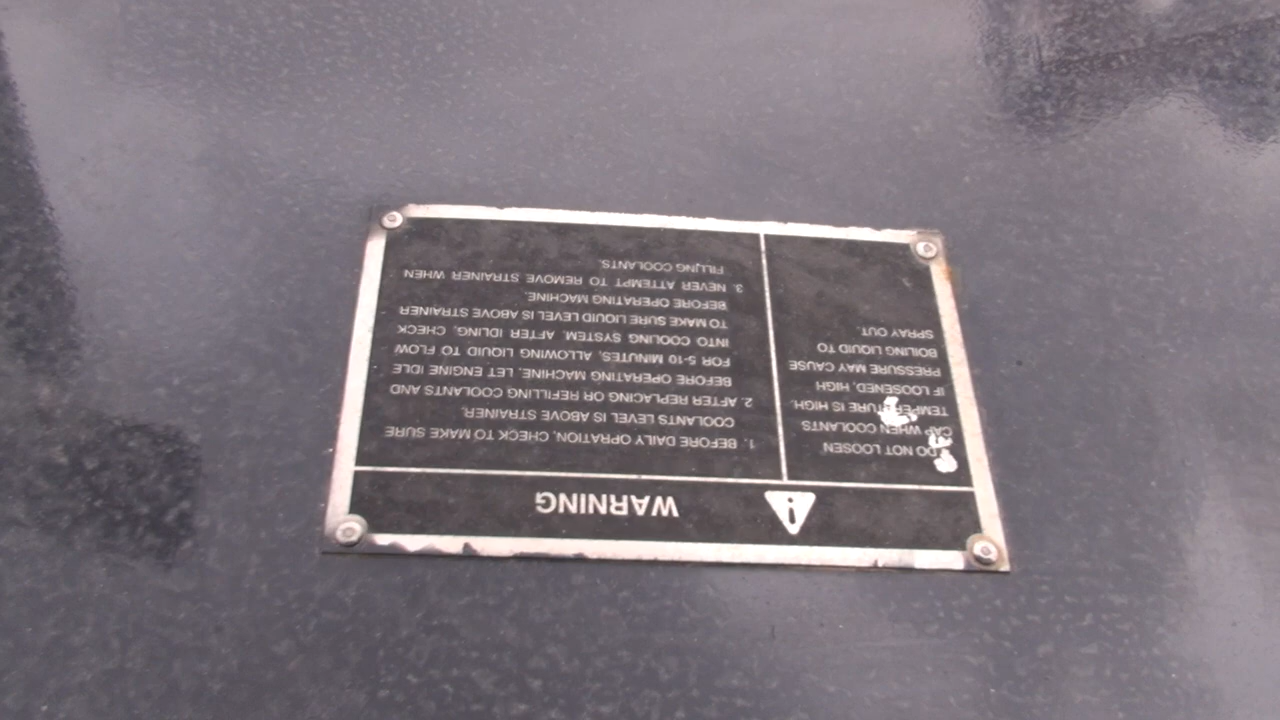 WARNING
DO NOT LOOSEN
CAP WHEN COOLANTS
TEMPERATURE IS HIGH.
IF LOOSENED, HIGH
PRESSURE MAY CAUSE
BOILING LIQUID TO
SPRAY OUT.
1. BEFORE DAILY OPRATION, CHECK TO MAKE SURE
COOLANTS LEVEL IS ABOVE STRAINER.
2. AFTER REPLACING OR REFILLING COOLANTS AND
BEFORE OPERATING MACHINE, LET ENGINE IDLE
FOR 5-10 MINUTES, ALLOWING LIQUID TO FLOW
INTO COOLING SYSTEM. AFTER IDLING, CHECK
TO MAKE SURE LIQUID LEVEL IS ABOVE STRAINER
BEFORE OPERATING MACHINE.
3. NEVER ATTEMPT TO REMOVE STRAINER WHEN
FILLING COOLANTS.